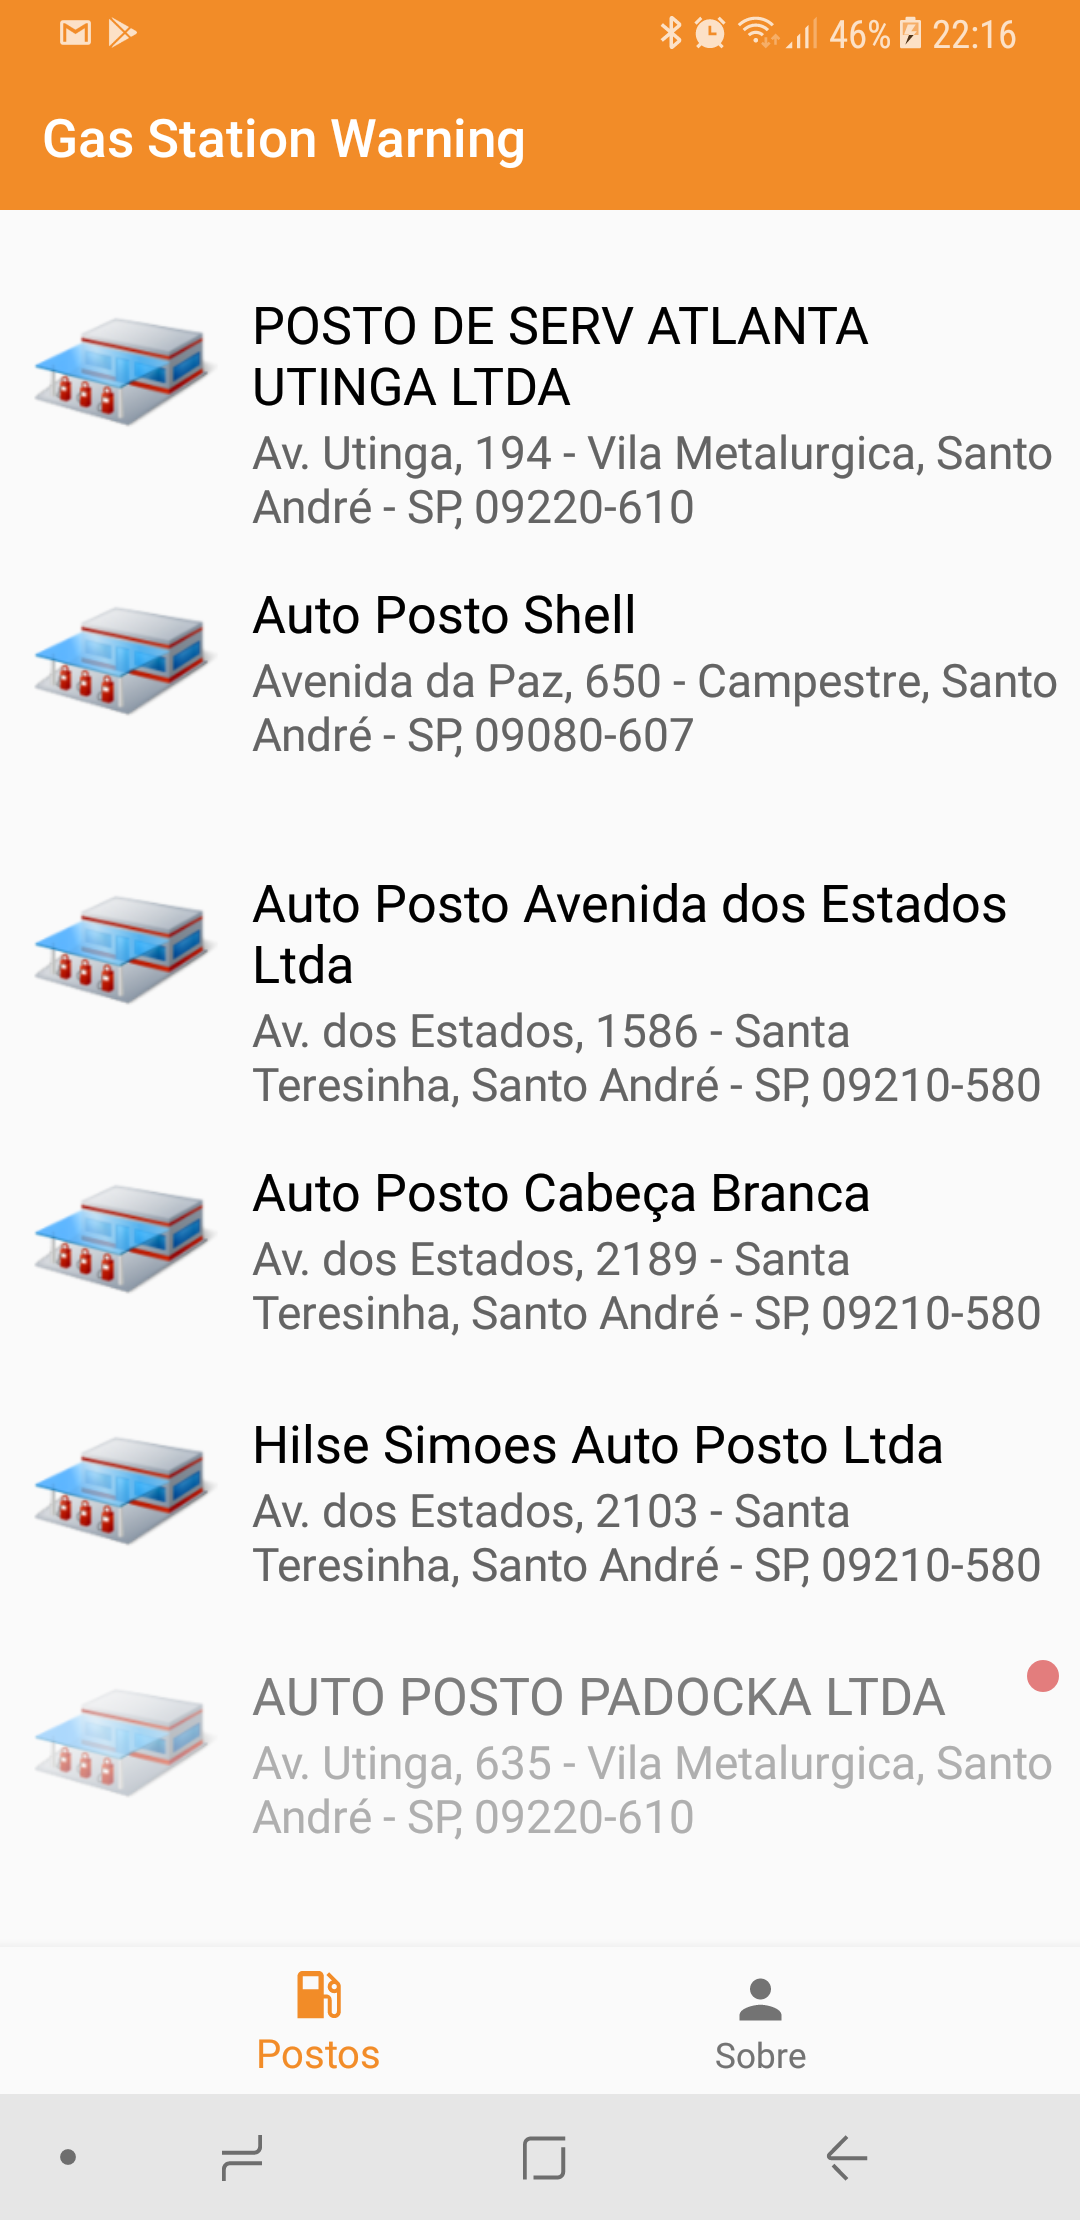 46% 22:16
Gas Station Warning
POSTO DE SERV ATLANTA
UTINGA LTDA
Av. Utinga, 194 - Vila Metalurgica, Santo
André - SP, 09220-610
Auto Posto Shell
Avenida da Paz, 650 - Campestre, Santo
André - SP, 09080-607
Auto Posto Avenida dos Estados
Ltda
Av. dos Estados, 1586 - Santa
Teresinha, Santo André - SP, 09210-580
Auto Posto Cabeça Branca
Av. dos Estados, 2189 - Santa
Teresinha, Santo André - SP, 09210-580
Hilse Simoes Auto Posto Ltda
Av. dos Estados, 2103 - Santa
Teresinha, Santo André - SP, 09210-580
AUTO POSTO PADOCKA LTDA
Av. Utinga, 635 - Vila Metalurgica, Santo
André - SP, 09220-610
Postos
Sobre